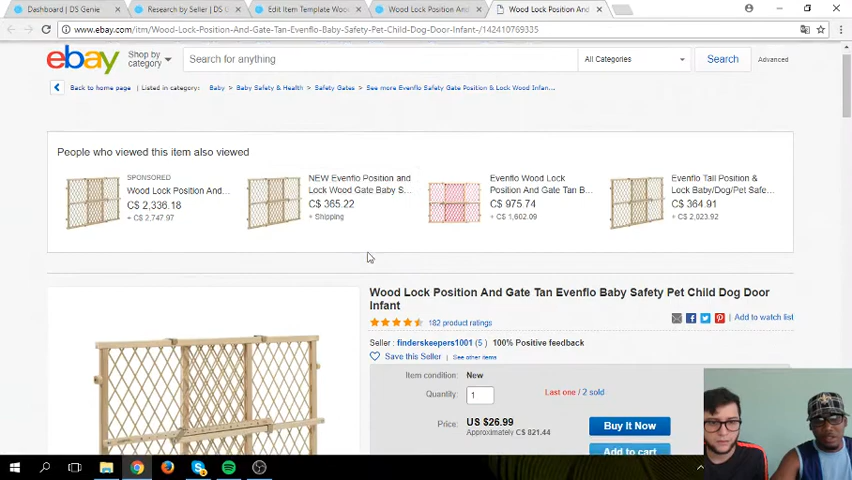 Dashboard | DS Genie
Research by Seller | DS
Edit Item Template Woo
Wood Lock Position And
Wood Lock Position And
www.ebay.com/itm/Wood-Lock-Position-And-Gate-Tan-Evenflo-Baby-Safety-Pet-Child-Dog-Door-Infant-/142410769335
ebay
Shop by
category
Search for anything
All Categories
Search
Advanced
Back to home page
Listed in category:
Baby
Baby Safety & Health
Safety Gates
See more Evenflo Safety Gate Position & Lock Wood Infan...
People who viewed this item also viewed
SPONSORED
Wood Lock Position And...
C$ 2,336.18
+ C$ 2,747.97
NEW Evenflo Position and
Lock Wood Gate Baby S...
C$ 365.22
+ Shipping
Evenflo Wood Lock
Position And Gate Tan B...
C$ 975.74
+ C$ 1,602.09
Evenflo Tall Position &
Lock Baby/Dog/Pet Safe...
C$ 364.91
+ C$ 2,023.92
Wood Lock Position And Gate Tan Evenflo Baby Safety Pet Child Dog Door
Infant
182 product ratings
Add to watch list
Seller : finderskeepers1001 (5 ) 100% Positive feedback
Save this Seller
See other items
Item condition: New
Quantity: 1
Last one / 2 sold
Price: US $26.99
Approximately C$ 821.44
Buy It Now
Add to cart